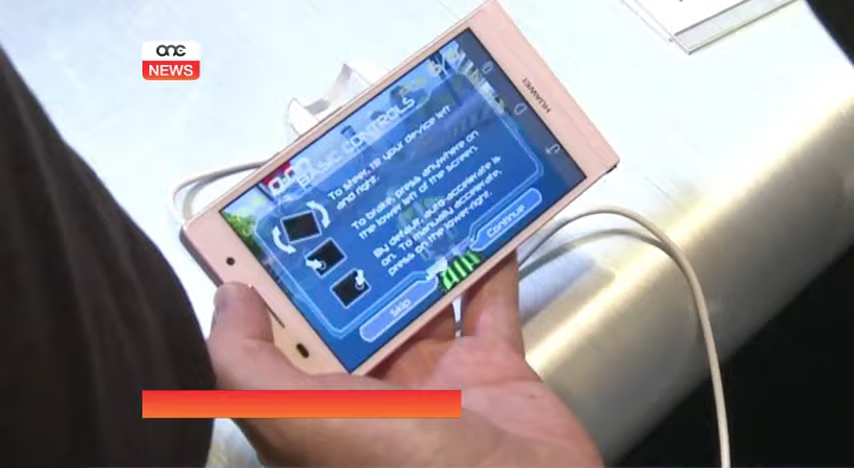 one
NEWS
HUAWEI
BASIC CONTROLS
To steer, tilt your device left
and right.
To brake, press anywhere on
the lower left of the screen.
By default, auto-accelerate is
on. To manually accelerate,
press on the lower-right.
Skip
Continue